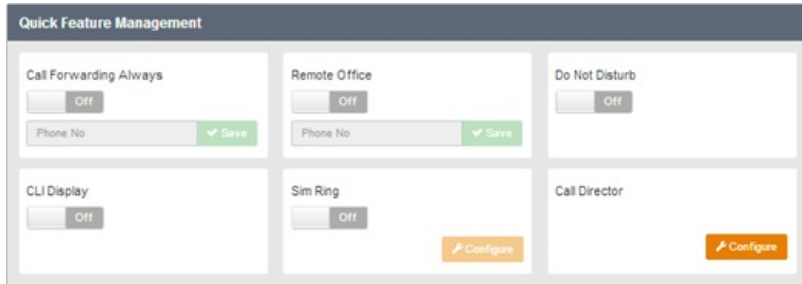 Quick Feature Management
Call Forwarding Always
Off
Phone No
Save
Remote Office
Off
Phone No
Save
Do Not Disturb
Off
CLI Display
Off
Sim Ring
Off
Configure
Call Director
Configure